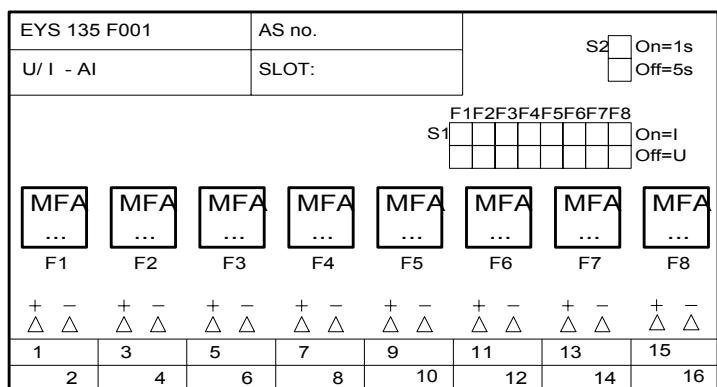 EYS 135 F001 AS no.
S2 On=1s
U/ I - AI SLOT: Off=5s
F1F2F3F4F5F6F7F8
S1 On=I
Off=U
MFA MFA MFA MFA MFA MFA MFA MFA
... ... ... ... ... ... ... ...
F1 F2 F3 F4 F5 F6 F7 F8
+ − + − + − + − + − + − + − + −
1 3 5 7 9 11 13 15
2 4 6 8 10 12 14 16